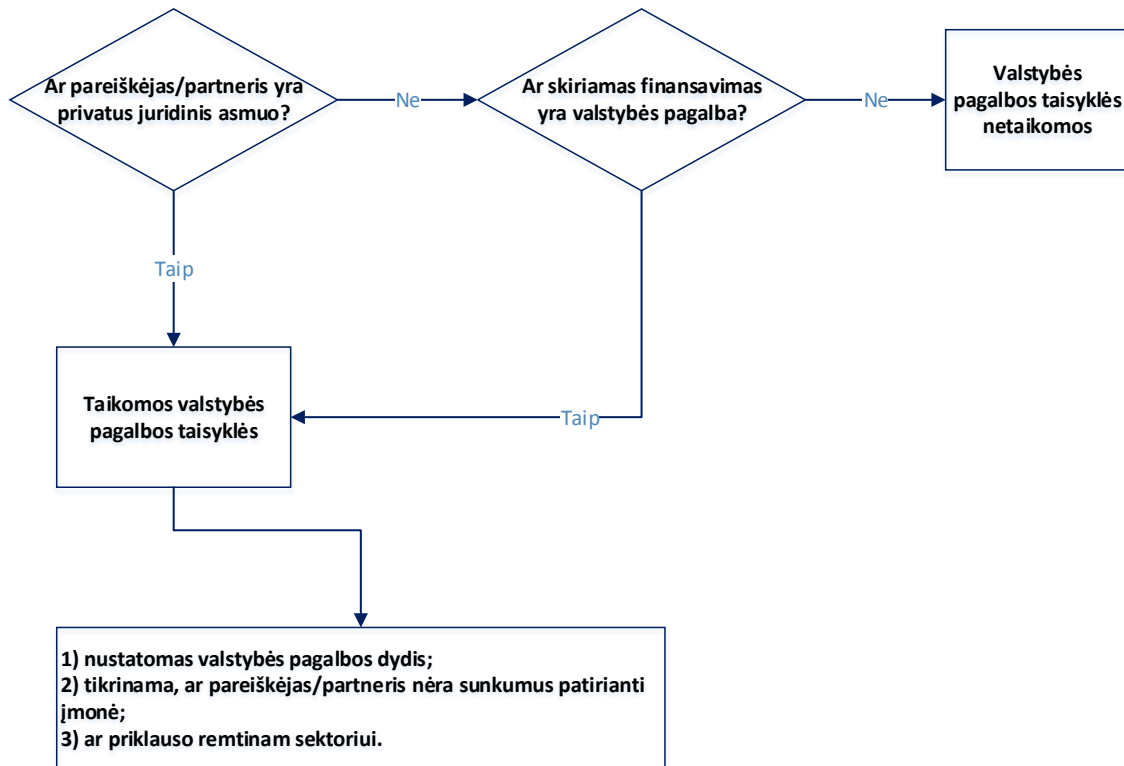 Ar pareiškėjas/partneris yra
privatus juridinis asmuo?
Ne
Ar skiriamas finansavimas
yra valstybės pagalba?
Ne
Valstybės
pagalbos taisyklės
netaikomos
Taip
Taikomos valstybės
pagalbos taisyklės
Taip
1) nustatomas valstybės pagalbos dydis;
2) tikrinama, ar pareiškėjas/partneris nėra sunkumus patirianti
įmonė;
3) ar priklauso remtinam sektoriui.